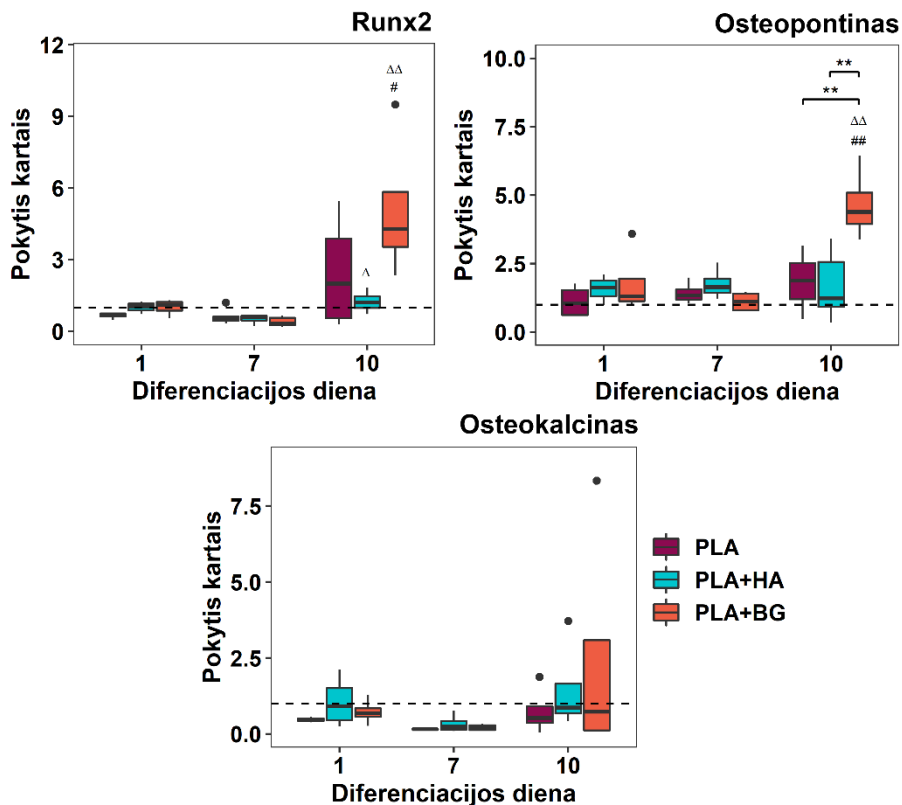 Runx2
Pokytis kartais
12
9
6
3
0
ΔΔ
#
Δ
1 7 10
Diferenciacijos diena
Osteopontinas
Pokytis kartais
10.0
7.5
5.0
2.5
0.0
**
**
ΔΔ
##
1 7 10
Diferenciacijos diena
Osteokalcinas
Pokytis kartais
7.5
5.0
2.5
0.0
1 7 10
Diferenciacijos diena
PLA
PLA+HA
PLA+BG